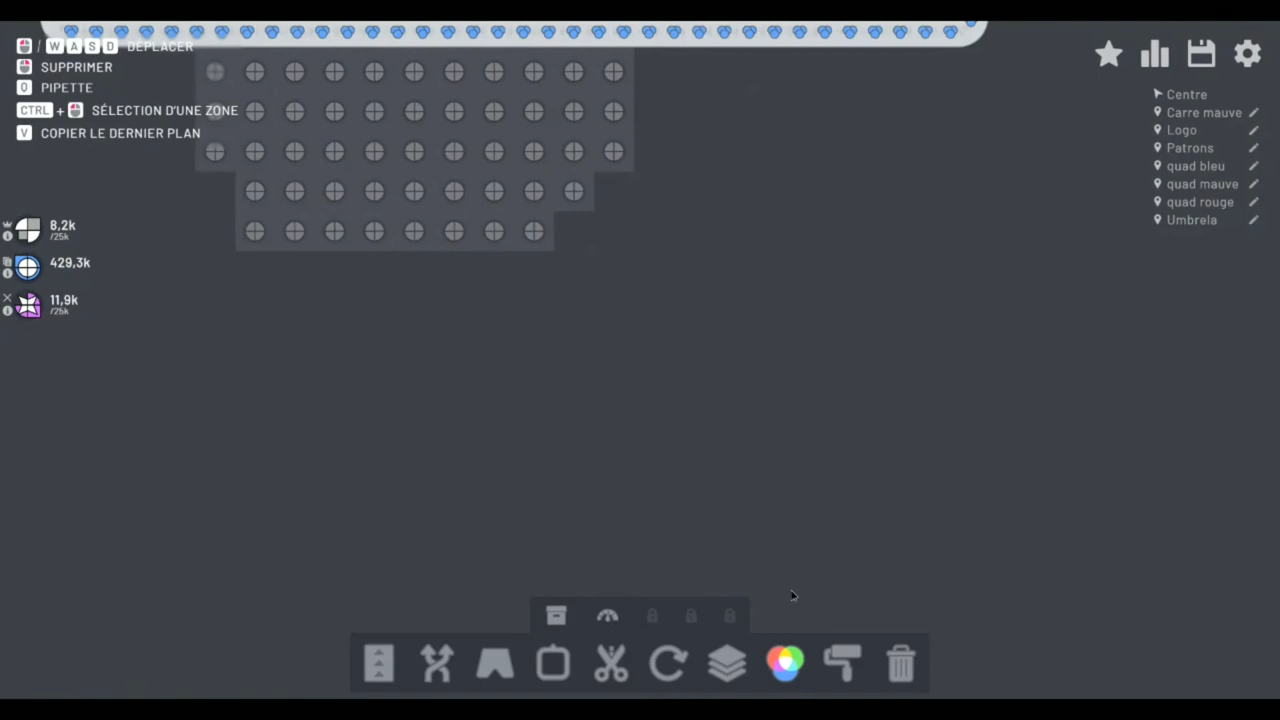 / W A S D DÉPLACER
SUPPRIMER
Q PIPETTE
CTRL + SÉLECTION D'UNE ZONE
V COPIER LE DERNIER PLAN
8,2k
/25k
429,3k
11,9k
/25k
Centre
Carre mauve
Logo
Patrons
quad bleu
quad mauve
quad rouge
Umbrela